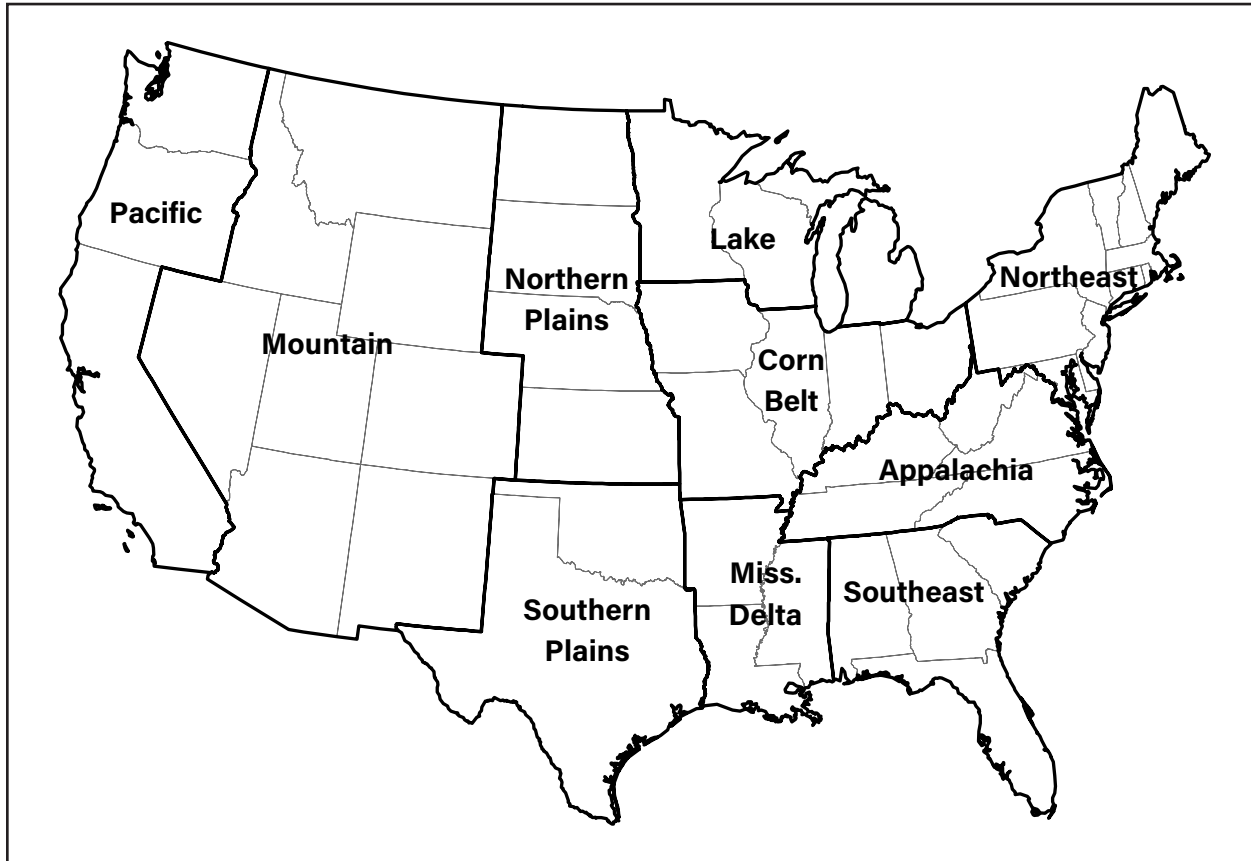 Pacific
Lake
Northern
Plains
Northeast
Mountain
Corn
Belt
Appalachia
Miss.
Delta
Southeast
Southern
Plains